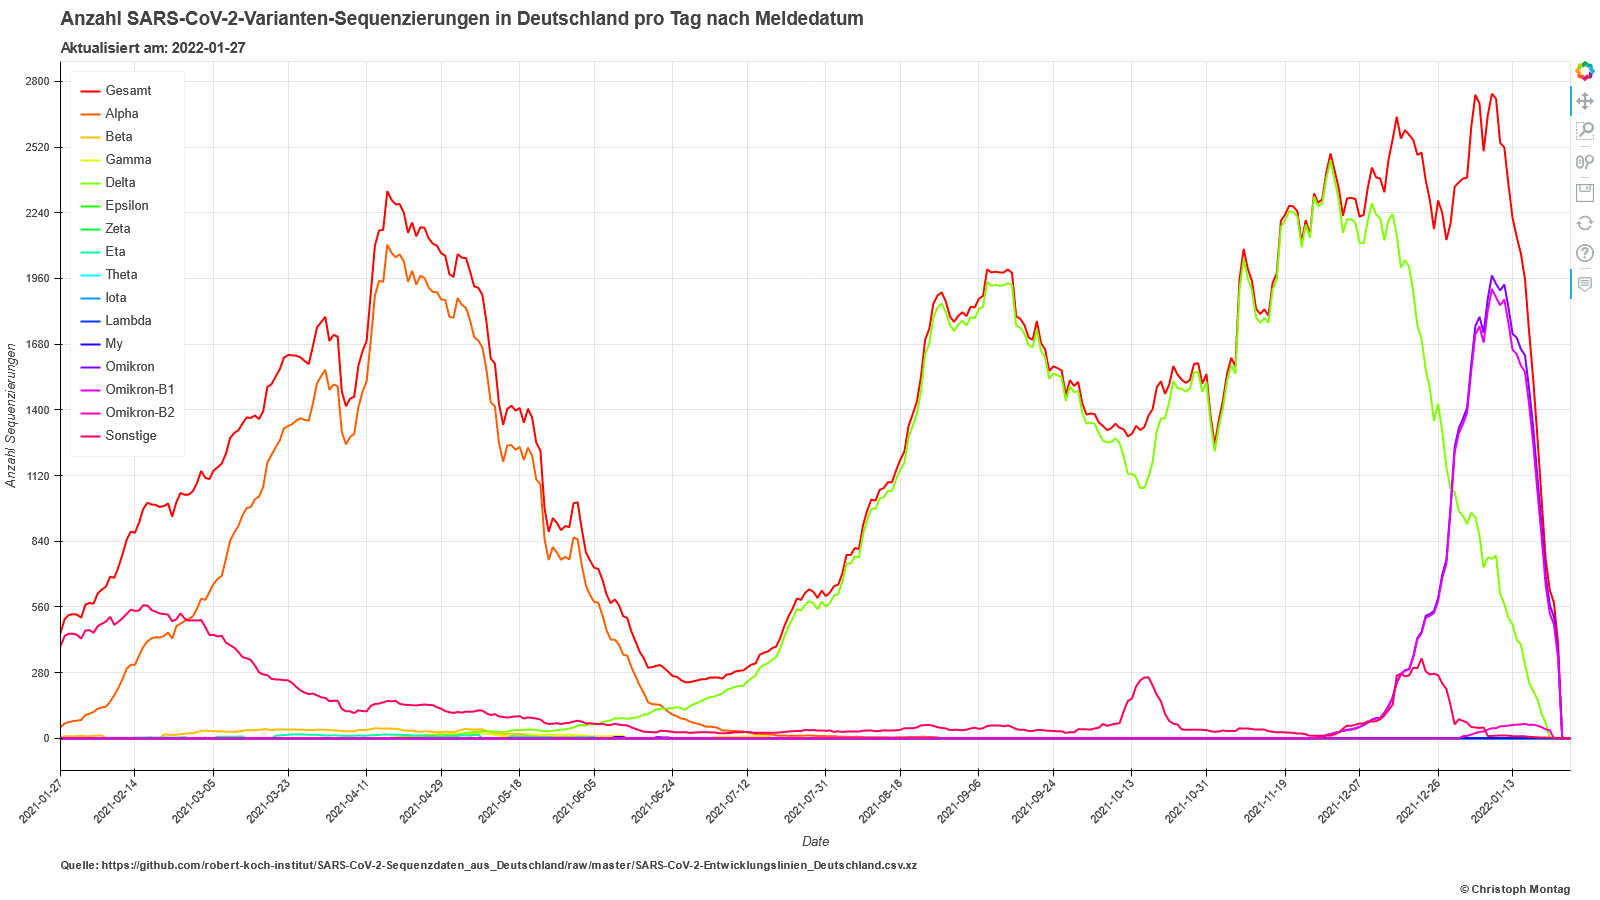 Anzahl SARS-CoV-2-Varianten-Sequenzierungen in Deutschland pro Tag nach Meldedatum
Aktualisiert am: 2022-01-27
2800
2520
2240
1960
1680
1400
1120
840
560
280
0
Anzahl Sequenzierungen
Gesamt
Alpha
Beta
Gamma
Delta
Epsilon
Zeta
Eta
Theta
Iota
Lambda
My
Omikron
Omikron-B1
Omikron-B2
Sonstige
2021-01-27
2021-02-14
2021-03-05
2021-03-23
2021-04-11
2021-04-29
2021-05-18
2021-06-05
2021-06-24
2021-07-12
2021-07-31
2021-08-18
2021-09-06
2021-09-24
2021-10-13
2021-10-31
2021-11-19
2021-12-07
2021-12-26
2022-01-13
Date
Quelle: https://github.com/robert-koch-institut/SARS-CoV-2-Sequenzdaten_aus_Deutschland/raw/master/SARS-CoV-2-Entwicklungslinien_Deutschland.csv.xz
© Christoph Montag